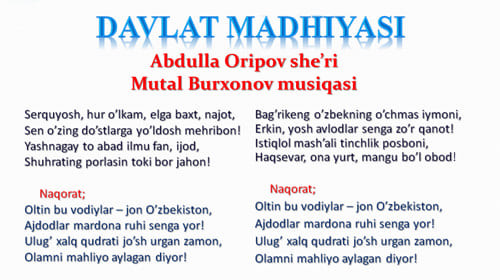 DAVLAT MADHIYASI
Abdulla Oripov she’ri
Mutal Burxonov musiqasi
Serquyosh, hur o’lkam, elga baxt, najot,
Sen o’zing do’stlarga yo’ldosh mehribon!
Yashnagay to abad ilmu fan, ijod,
Shuhrating porlasin toki bor jahon!
Naqorat;
Oltin bu vodiylar – jon O’zbekiston,
Ajdodlar mardona ruhi senga yor!
Ulug’ xalq qudrati jo’sh urgan zamon,
Olamni mahliyo aylagan diyor!
Bag’rikeng o’zbekning o’chmas iymoni,
Erkin, yosh avlodlar senga zo’r qanot!
Istiqlol mash’ali tinchlik posboni,
Haqsevar, ona yurt, mangu bo’l obod!
Naqorat;
Oltin bu vodiylar – jon O’zbekiston,
Ajdodlar mardona ruhi senga yor!
Ulug’ xalq qudrati jo’sh urgan zamon,
Olamni mahliyo aylagan diyor!